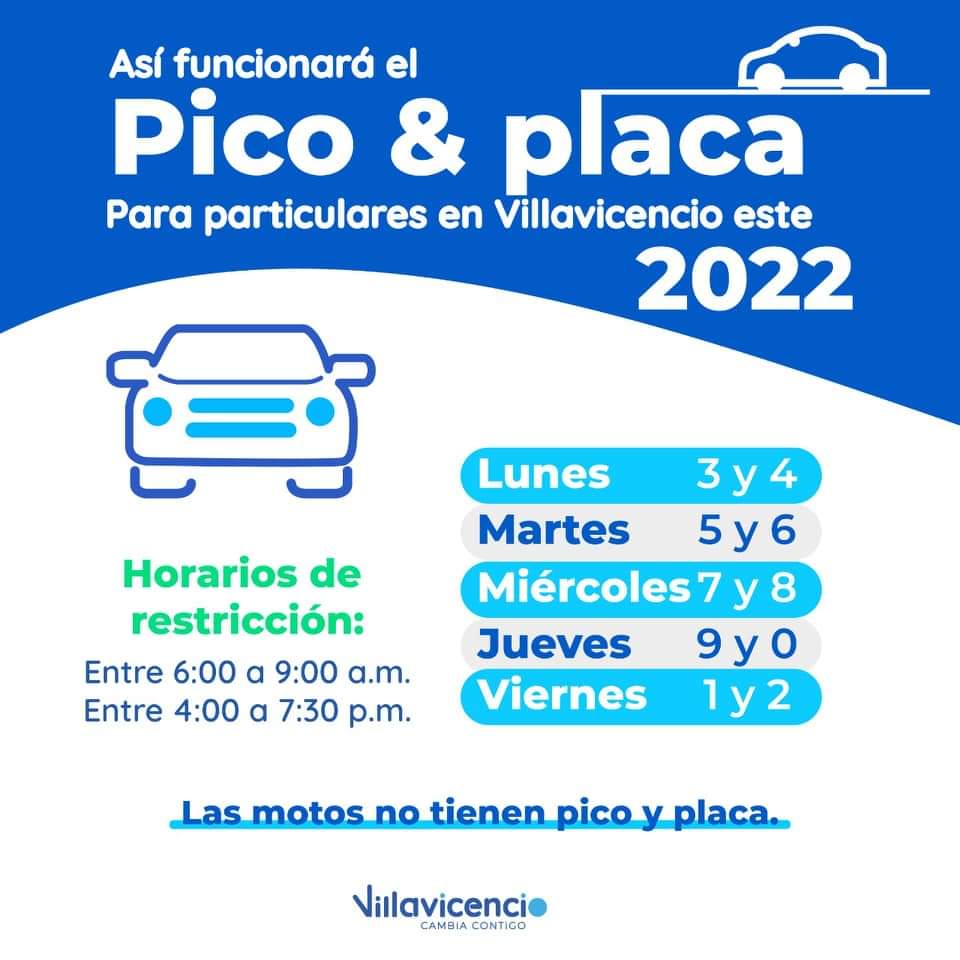 Así funcionará el
Pico & placa
Para particulares en Villavicencio este
2022
Horarios de
restricción:
Entre 6:00 a 9:00 a.m.
Entre 4:00 a 7:30 p.m.
Lunes 3 y 4
Martes 5 y 6
Miércoles 7 y 8
Jueves 9 y 0
Viernes 1 y 2
Las motos no tienen pico y placa.
Villavicencio
CAMBIA CONTIGO